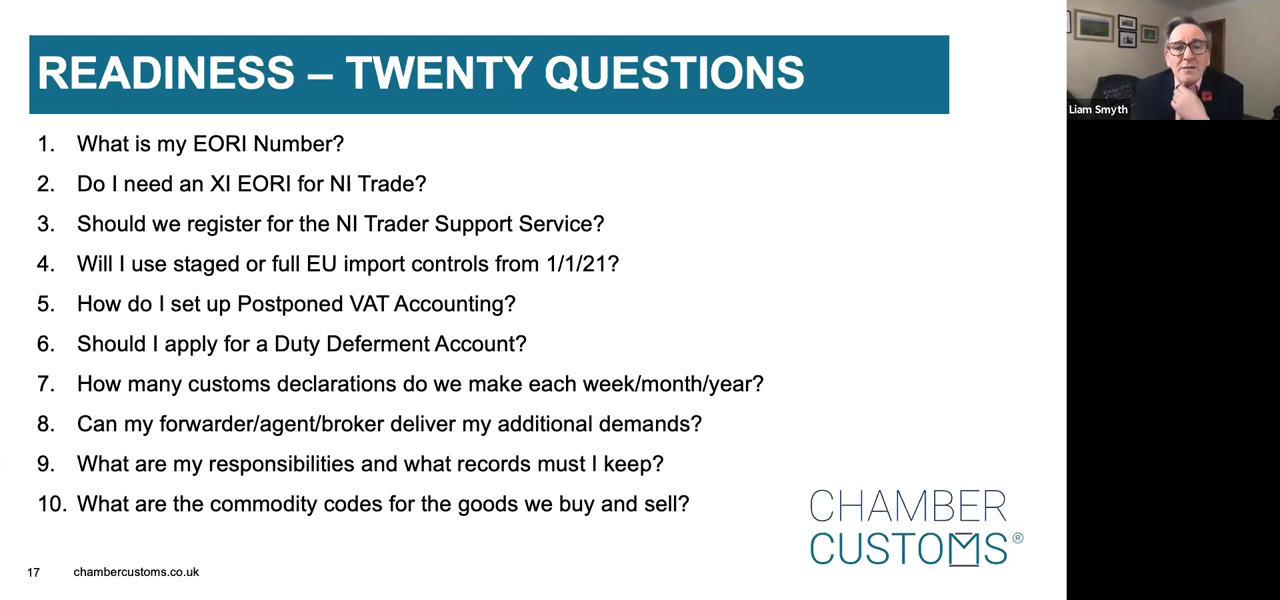 READINESS – TWENTY QUESTIONS
1. What is my EORI Number?
2. Do I need an XI EORI for NI Trade?
3. Should we register for the NI Trader Support Service?
4. Will I use staged or full EU import controls from 1/1/21?
5. How do I set up Postponed VAT Accounting?
6. Should I apply for a Duty Deferment Account?
7. How many customs declarations do we make each week/month/year?
8. Can my forwarder/agent/broker deliver my additional demands?
9. What are my responsibilities and what records must I keep?
10. What are the commodity codes for the goods we buy and sell?
CHAMBER
CUSTOMS®
17 chambercustoms.co.uk
Liam Smyth